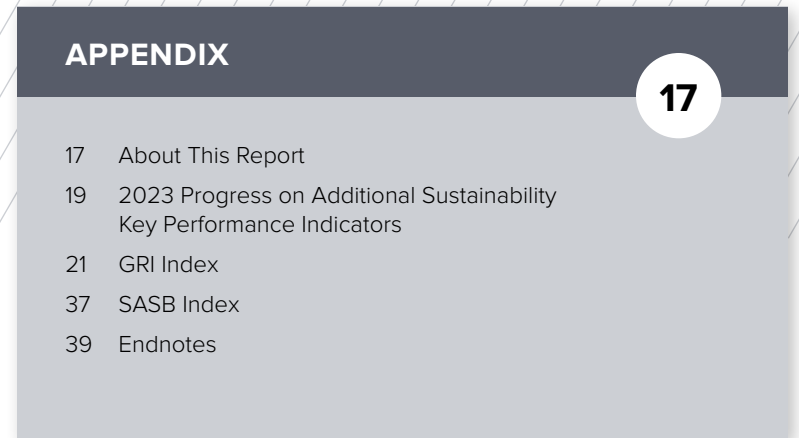 APPENDIX
17
17 About This Report
19 2023 Progress on Additional Sustainability
Key Performance Indicators
21 GRI Index
37 SASB Index
39 Endnotes